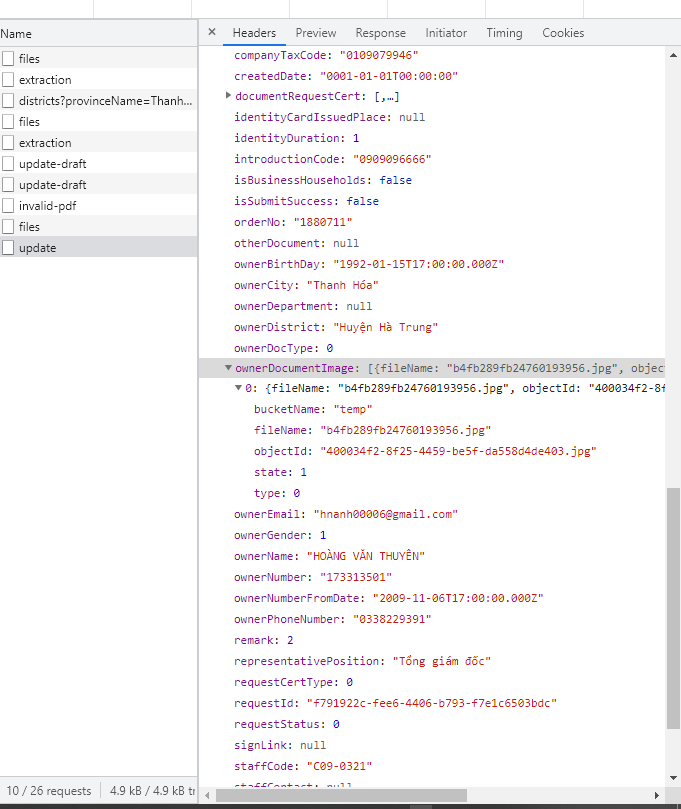 Name
files
extraction
districts?provinceName=Thanh...
files
extraction
update-draft
update-draft
invalid-pdf
files
update
10 / 26 requests
4.9 kB / 4.9 kB tr
× Headers Preview Response Initiator Timing Cookies
companyTaxCode: "0109079946"
createdDate: "0001-01-01T00:00:00"
documentRequestCert: [,…]
identityCardIssuedPlace: null
identityDuration: 1
introductionCode: "0909096666"
isBusinessHouseholds: false
isSubmitSuccess: false
orderNo: "1880711"
otherDocument: null
ownerBirthDay: "1992-01-15T17:00:00.000Z"
ownerCity: "Thanh Hóa"
ownerDepartment: null
ownerDistrict: "Huyện Hà Trung"
ownerDocType: 0
ownerDocumentImage: [{fileName: "b4fb289fb24760193956.jpg", objec
0: {fileName: "b4fb289fb24760193956.jpg", objectId: "400034f2-8f
bucketName: "temp"
fileName: "b4fb289fb24760193956.jpg"
objectId: "400034f2-8f25-4459-be5f-da558d4de403.jpg"
state: 1
type: 0
ownerEmail: "hnanh00006@gmail.com"
ownerGender: 1
ownerName: "HOÀNG VĂN THUYÊN"
ownerNumber: "173313501"
ownerNumberFromDate: "2009-11-06T17:00:00.000Z"
ownerPhoneNumber: "0338229391"
remark: 2
representativePosition: "Tổng giám đốc"
requestCertType: 0
requestId: "f791922c-fee6-4406-b793-f7e1c6503bdc"
requestStatus: 0
signLink: null
staffCode: "C09-0321"
staffContact: null